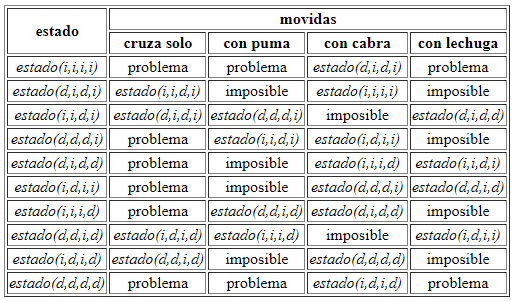 estado movidas
cruza solo con puma con cabra con lechuga
estado(i,i,i,i) problema problema estado(d,i,d,i) problema
estado(d,i,d,i) estado(i,i,d,i) imposible estado(i,i,i,i) imposible
estado(i,i,d,i) estado(d,i,d,i) estado(d,d,d,i) imposible estado(d,i,d,d)
estado(d,d,d,i) problema estado(i,i,d,i) estado(i,d,i,i) imposible
estado(d,i,d,d) problema imposible estado(i,i,i,d) estado(i,i,d,i)
estado(i,d,i,i) problema imposible estado(d,d,d,i) estado(d,d,i,d)
estado(i,i,i,d) problema estado(d,d,i,d) estado(d,i,d,d) imposible
estado(d,d,i,d) estado(i,d,i,d) estado(i,i,i,d) imposible estado(i,d,i,i)
estado(i,d,i,d) estado(d,d,i,d) imposible estado(d,d,d,d) imposible
estado(d,d,d,d) problema problema estado(i,d,i,d) problema